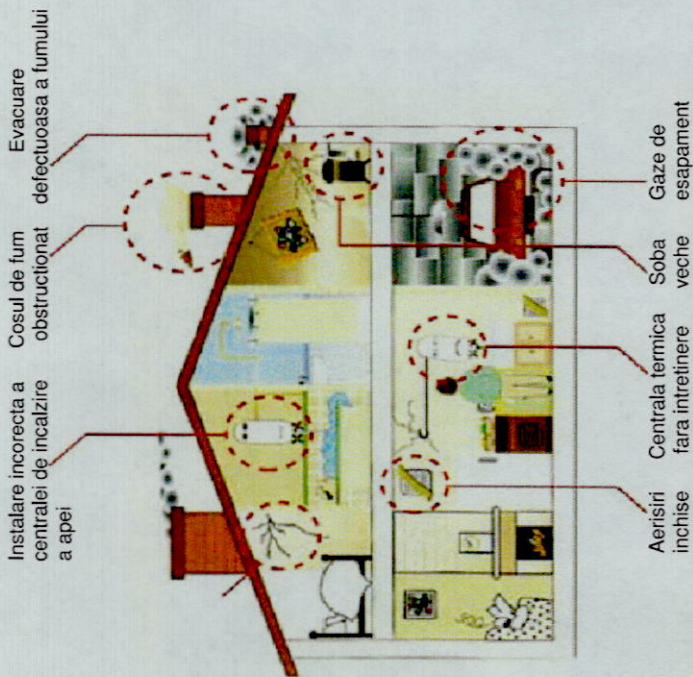 Instalare incorecta a
centralei de incalzire
a apei
Cosul de fum
obstructionat
Evacuare
defectuoasa a fumului
Aerisiri
inchise
Centrala termica
fara intretinere
Soba
veche
Gaze de
esapament